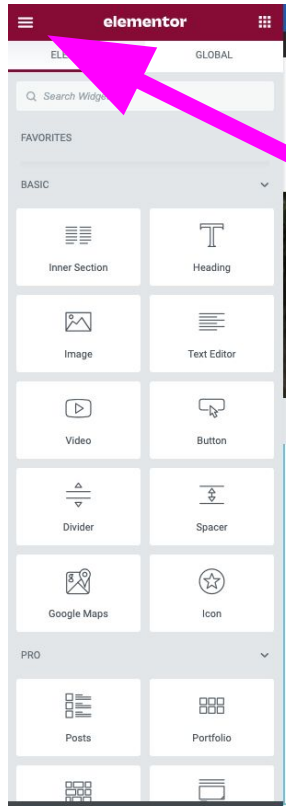 elementor
GLOBAL
Search Widge
FAVORITES
BASIC
Inner Section
Heading
Image
Text Editor
Video
Button
Divider
Spacer
Google Maps
Icon
PRO
Posts
Portfolio